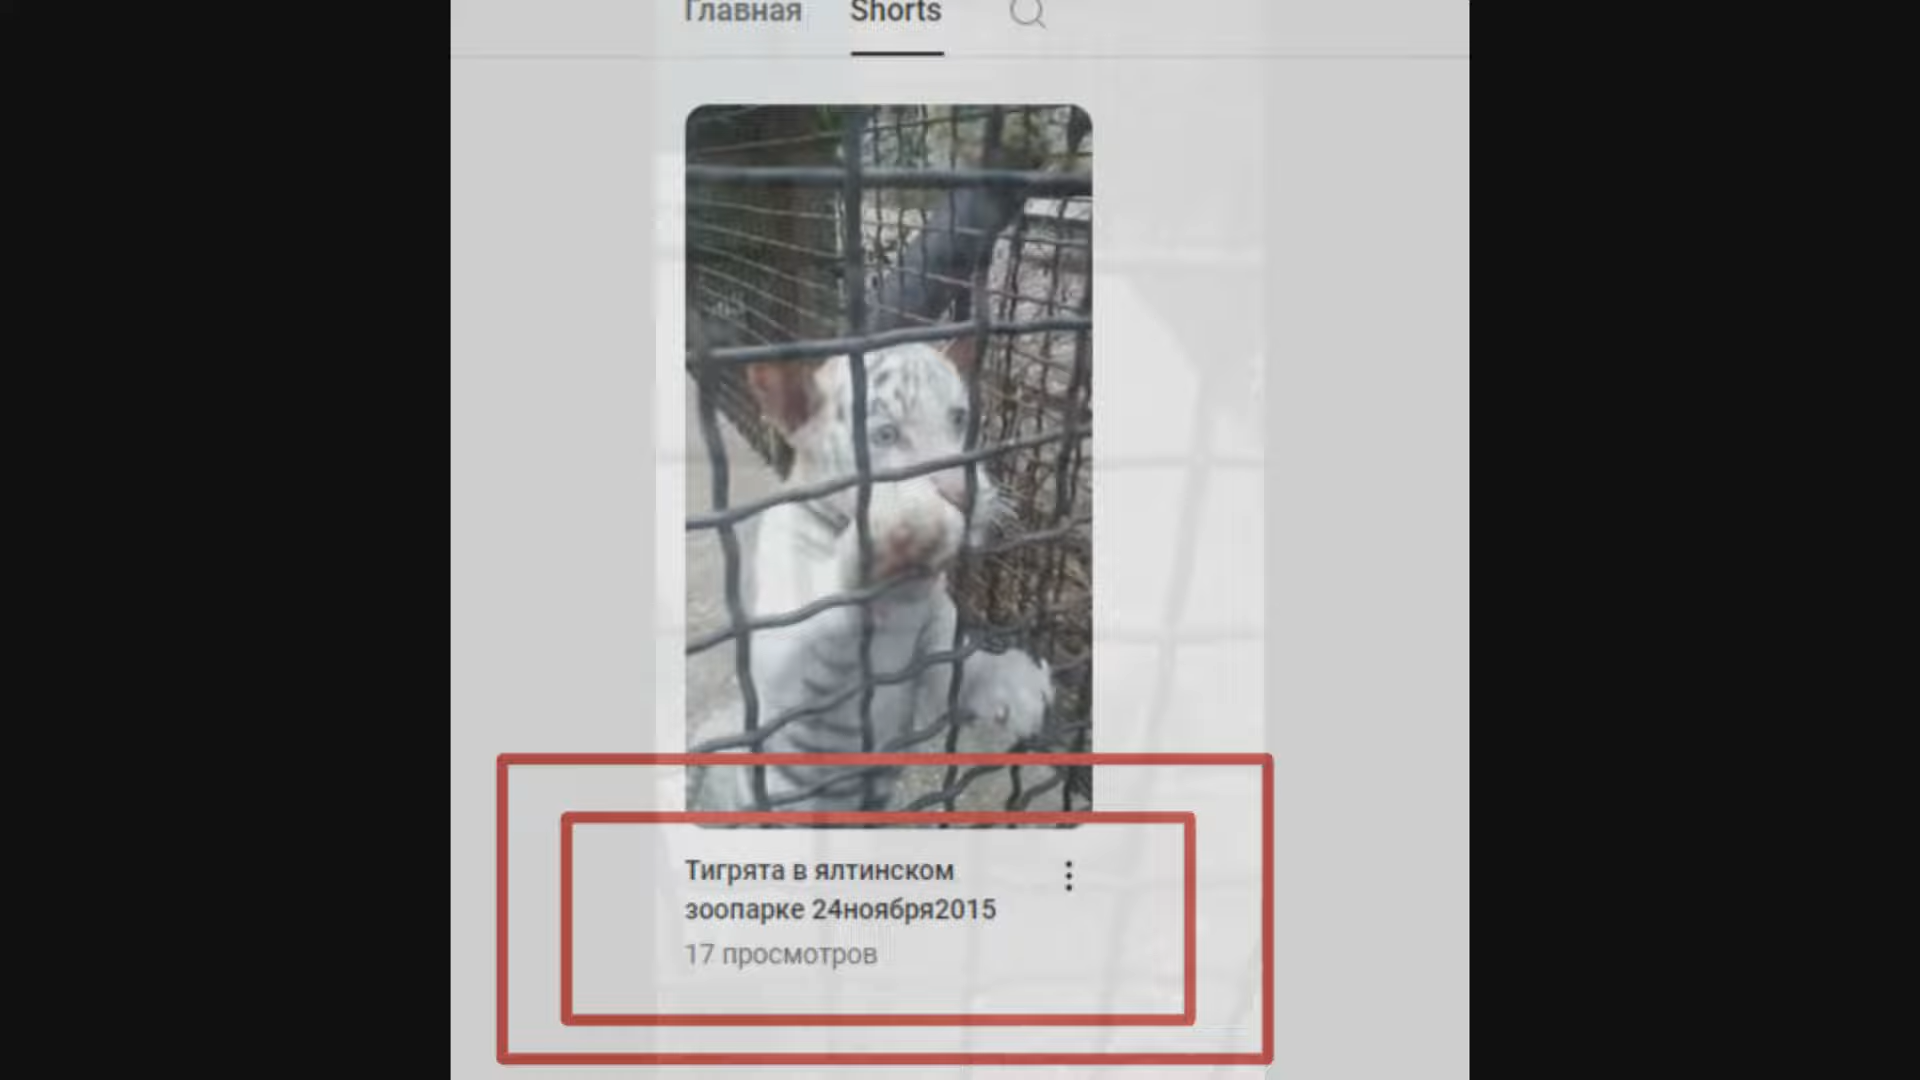 Главная Shorts
Тигрята в ялтинском
зоопарке 24ноября2015
17 просмотров